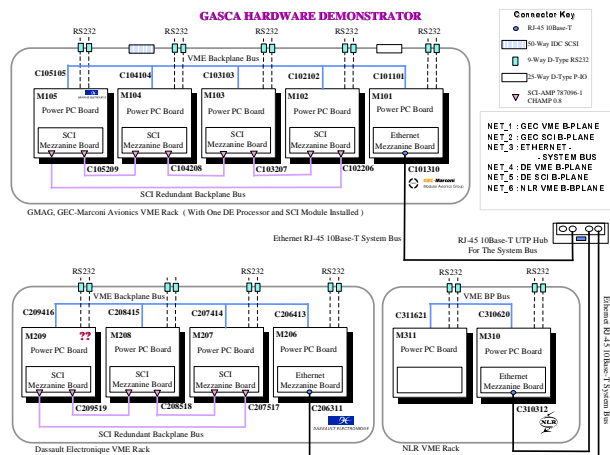 GASCA HARDWARE DEMONSTRATOR
Connector Key
RJ-45 10Base-T
50-Way IDC SCSI
9-Way D-Type RS232
25-Way D-Type P-IO
SCI-AMP 787096-1
CHAMP 0.8
RS232 RS232 RS232 RS232 RS232
VME Backplane Bus
C105105 C104104 C103103 C102102 C101101
M105 M104 M103 M102 M101
Power PC Board Power PC Board Power PC Board Power PC Board Power PC Board
SCI SCI SCI SCI Ethernet
Mezzanine Board Mezzanine Board Mezzanine Board Mezzanine Board Mezzanine Board
C105209 C104208 C103207 C102206 C101310
SCI Redundant Backplane Bus
GEC-Marconi
Module Avionics Group
GMAG, GEC-Marconi Avionics VME Rack ( With One DE Processor and SCI Module Installed )
NET_1 : GEC VME B-PLANE
NET_2 : GEC SCI B-PLANE
NET_3 : ETHERNET -
- SYSTEM BUS
NET_4 : DE VME B-PLANE
NET_5 : DE SCI B-PLANE
NET_6 : NLR VME B-BPLANE
Ethernet RJ-45 10Base-T System Bus
RJ-45 10Base-T UTP Hub
For The System Bus
RS232 RS232 RS232 RS232
VME Backplane Bus
C209416 C208415 C207414 C206413
M209 ?? M208 M207 M206
Power PC Board Power PC Board Power PC Board Power PC Board
SCI SCI SCI Ethernet
Mezzanine Board Mezzanine Board Mezzanine Board Mezzanine Board
C209519 C208518 C207517 C206311
SCI Redundant Backplane Bus
DASSAULT ELECTRONIQUE
Dassault Electronique VME Rack
RS232 RS232
VME BP Bus
C311621 C310620
M311 M310
Power PC Board Power PC Board
Ethernet
Mezzanine Board
C310312
NLR
NLR VME Rack
Ethernet RJ-45 10Base-T System Bus